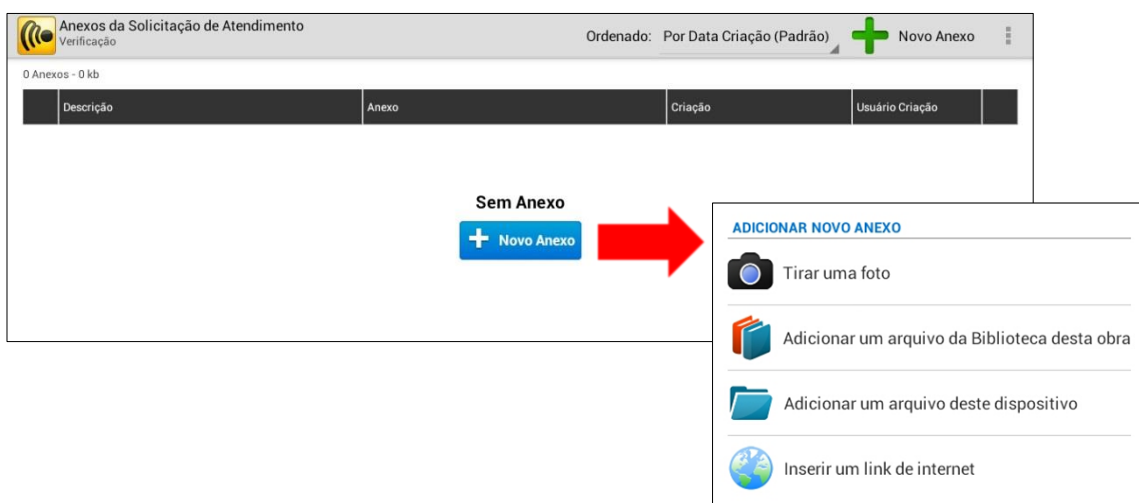 Anexos da Solicitação de Atendimento
Verificação
Ordenado: Por Data Criação (Padrão)
Novo Anexo
0 Anexos - 0 kb
Descrição Anexo Criação Usuário Criação
Sem Anexo
Novo Anexo
ADICIONAR NOVO ANEXO
Tirar uma foto
Adicionar um arquivo da Biblioteca desta obra
Adicionar um arquivo deste dispositivo
Inserir um link de internet